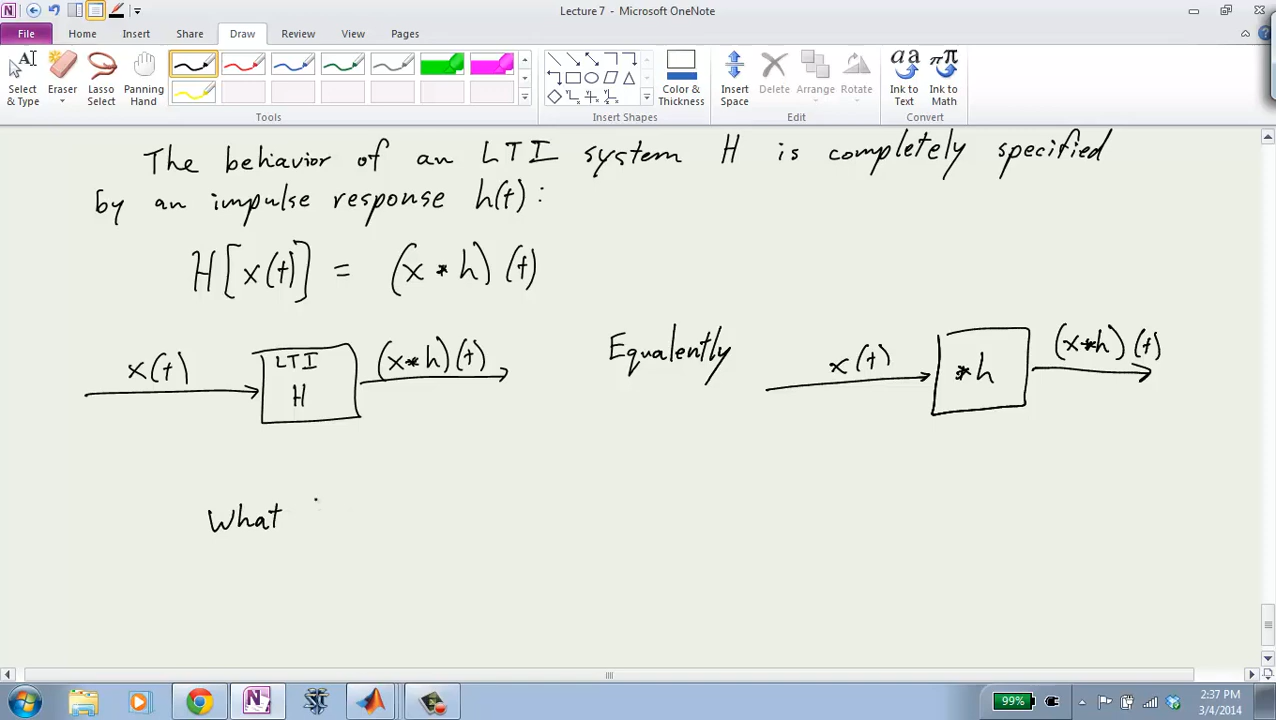 Lecture 7 - Microsoft OneNote
File Home Insert Share Draw Review View Pages
Select & Type Eraser Lasso Select Panning Hand Color & Thickness Insert Space Delete Arrange Rotate Ink to Text Ink to Math
Tools Insert Shapes Edit Convert
The behavior of an LTI system H is completely specified
by an impulse response h(t):
H[x(t)] = (x * h)(t)
x(t) LTI H (x*h)(t) Equalently x(t) *h (x*h)(t)
What
99% 2:37 PM
3/4/2014